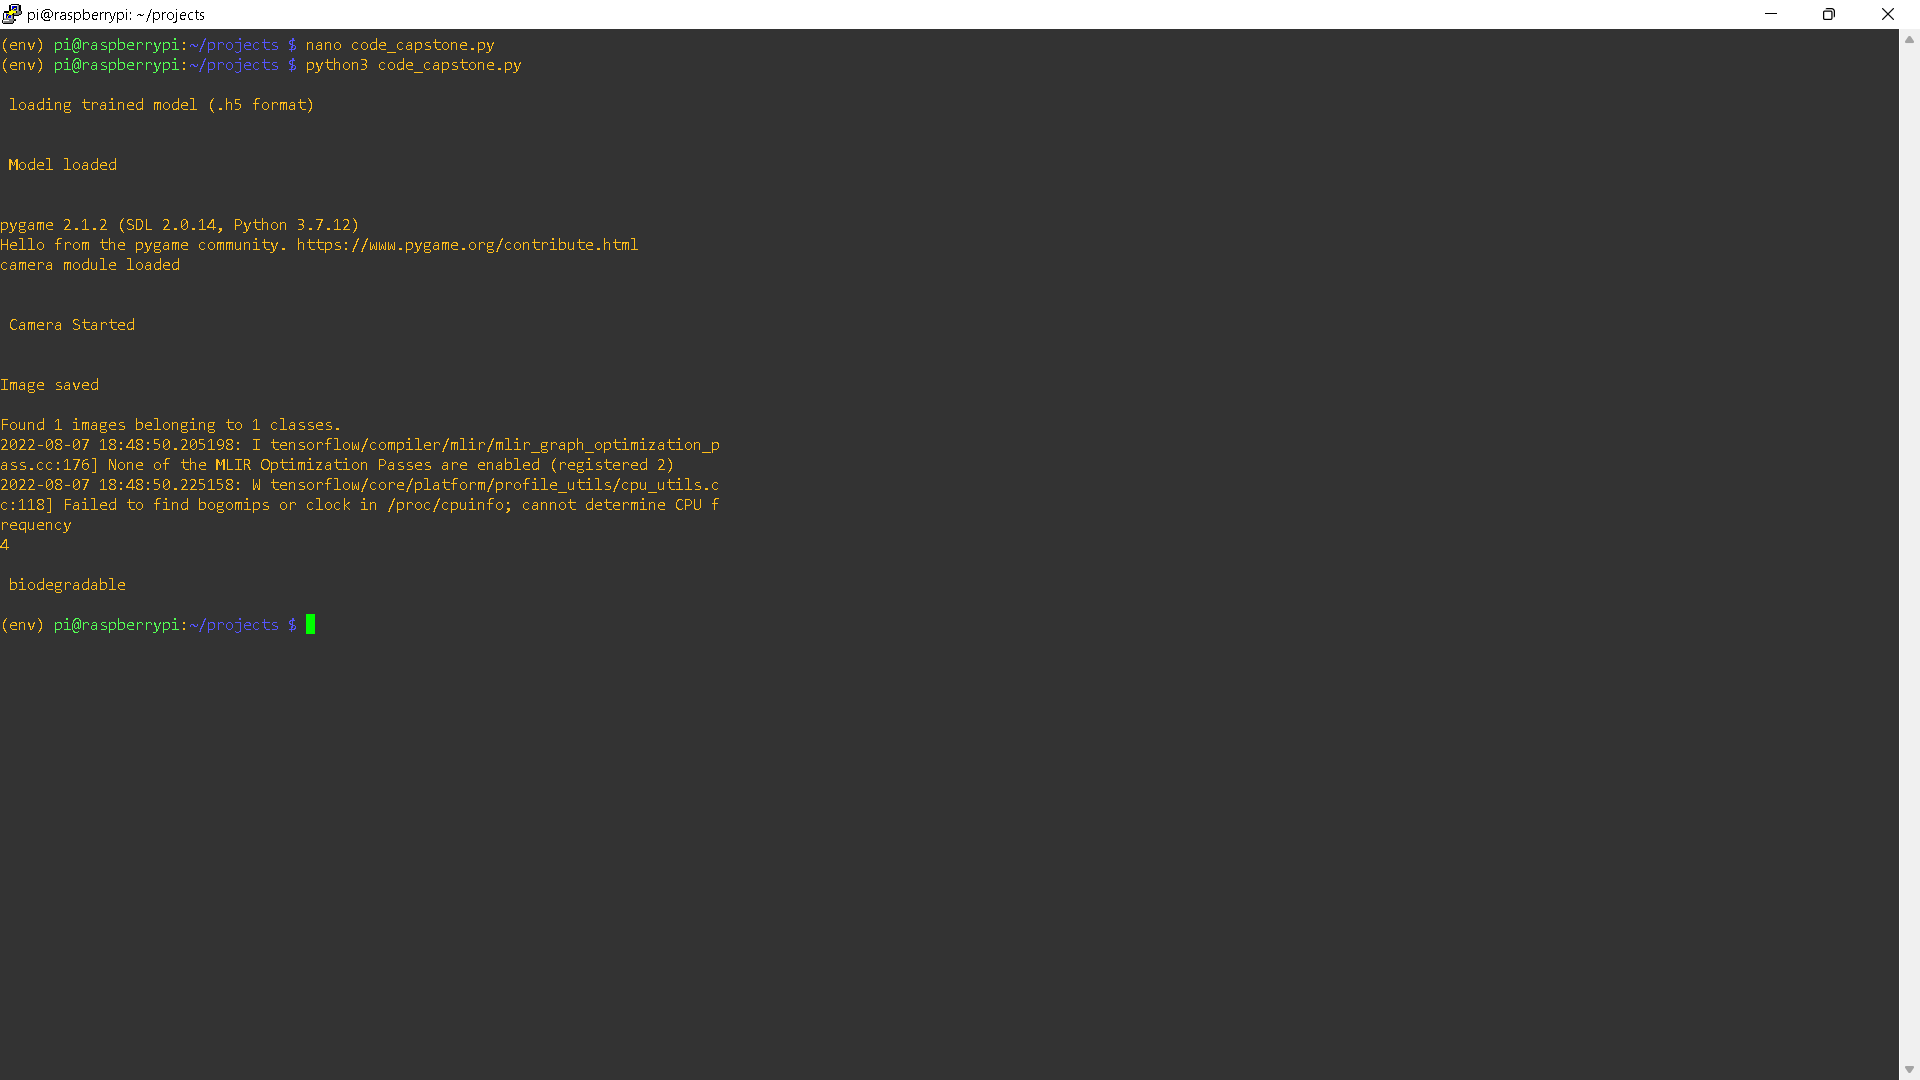 pi@raspberrypi: ~/projects
(env) pi@raspberrypi:~/projects $ nano code_capstone.py
(env) pi@raspberrypi:~/projects $ python3 code_capstone.py
loading trained model (.h5 format)
Model loaded
pygame 2.1.2 (SDL 2.0.14, Python 3.7.12)
Hello from the pygame community. https://www.pygame.org/contribute.html
camera module loaded
Camera Started
Image saved
Found 1 images belonging to 1 classes.
2022-08-07 18:48:50.205198: I tensorflow/compiler/mlir/mlir_graph_optimization_p
ass.cc:176] None of the MLIR Optimization Passes are enabled (registered 2)
2022-08-07 18:48:50.225158: W tensorflow/core/platform/profile_utils/cpu_utils.c
c:118] Failed to find bogomips or clock in /proc/cpuinfo; cannot determine CPU f
requency
4
biodegradable
(env) pi@raspberrypi:~/projects $